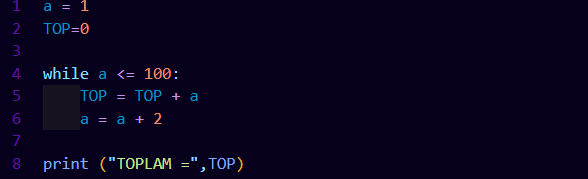 1 a = 1
2 TOP=0
3
4 while a <= 100:
5 TOP = TOP + a
6 a = a + 2
7
8 print ("TOPLAM =",TOP)